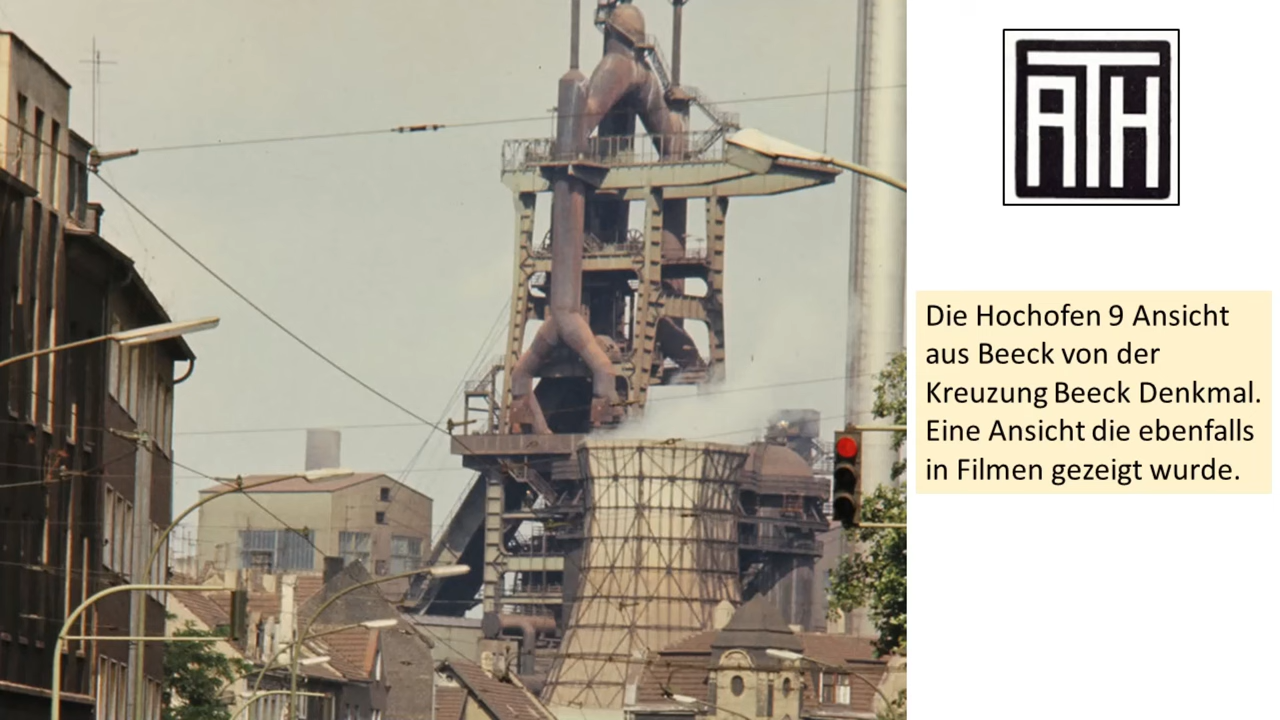 ATH
Die Hochofen 9 Ansicht
aus Beeck von der
Kreuzung Beeck Denkmal.
Eine Ansicht die ebenfalls
in Filmen gezeigt wurde.